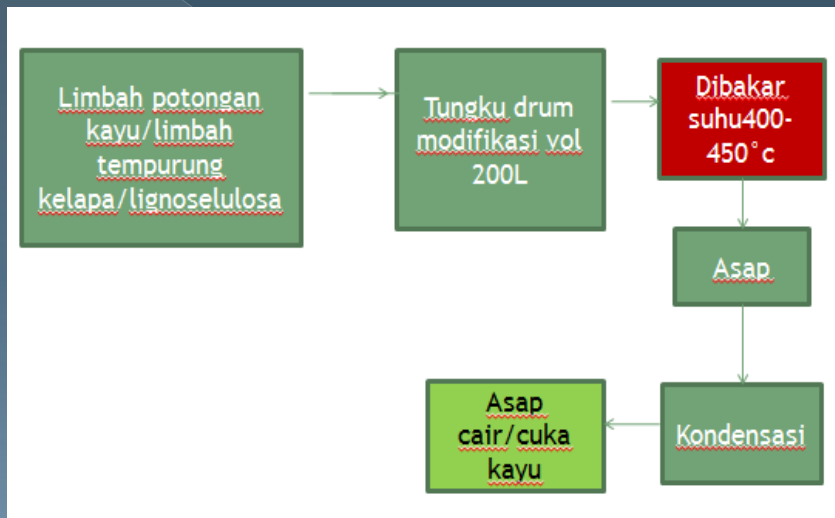 Limbah potongan
kayu/limbah
tempurung
kelapa/lignoselulosa
Tungku drum
modifikasi vol
200L
Dibakar
suhu400-
450°c
Asap
Kondensasi
Asap
cair/cuka
kayu